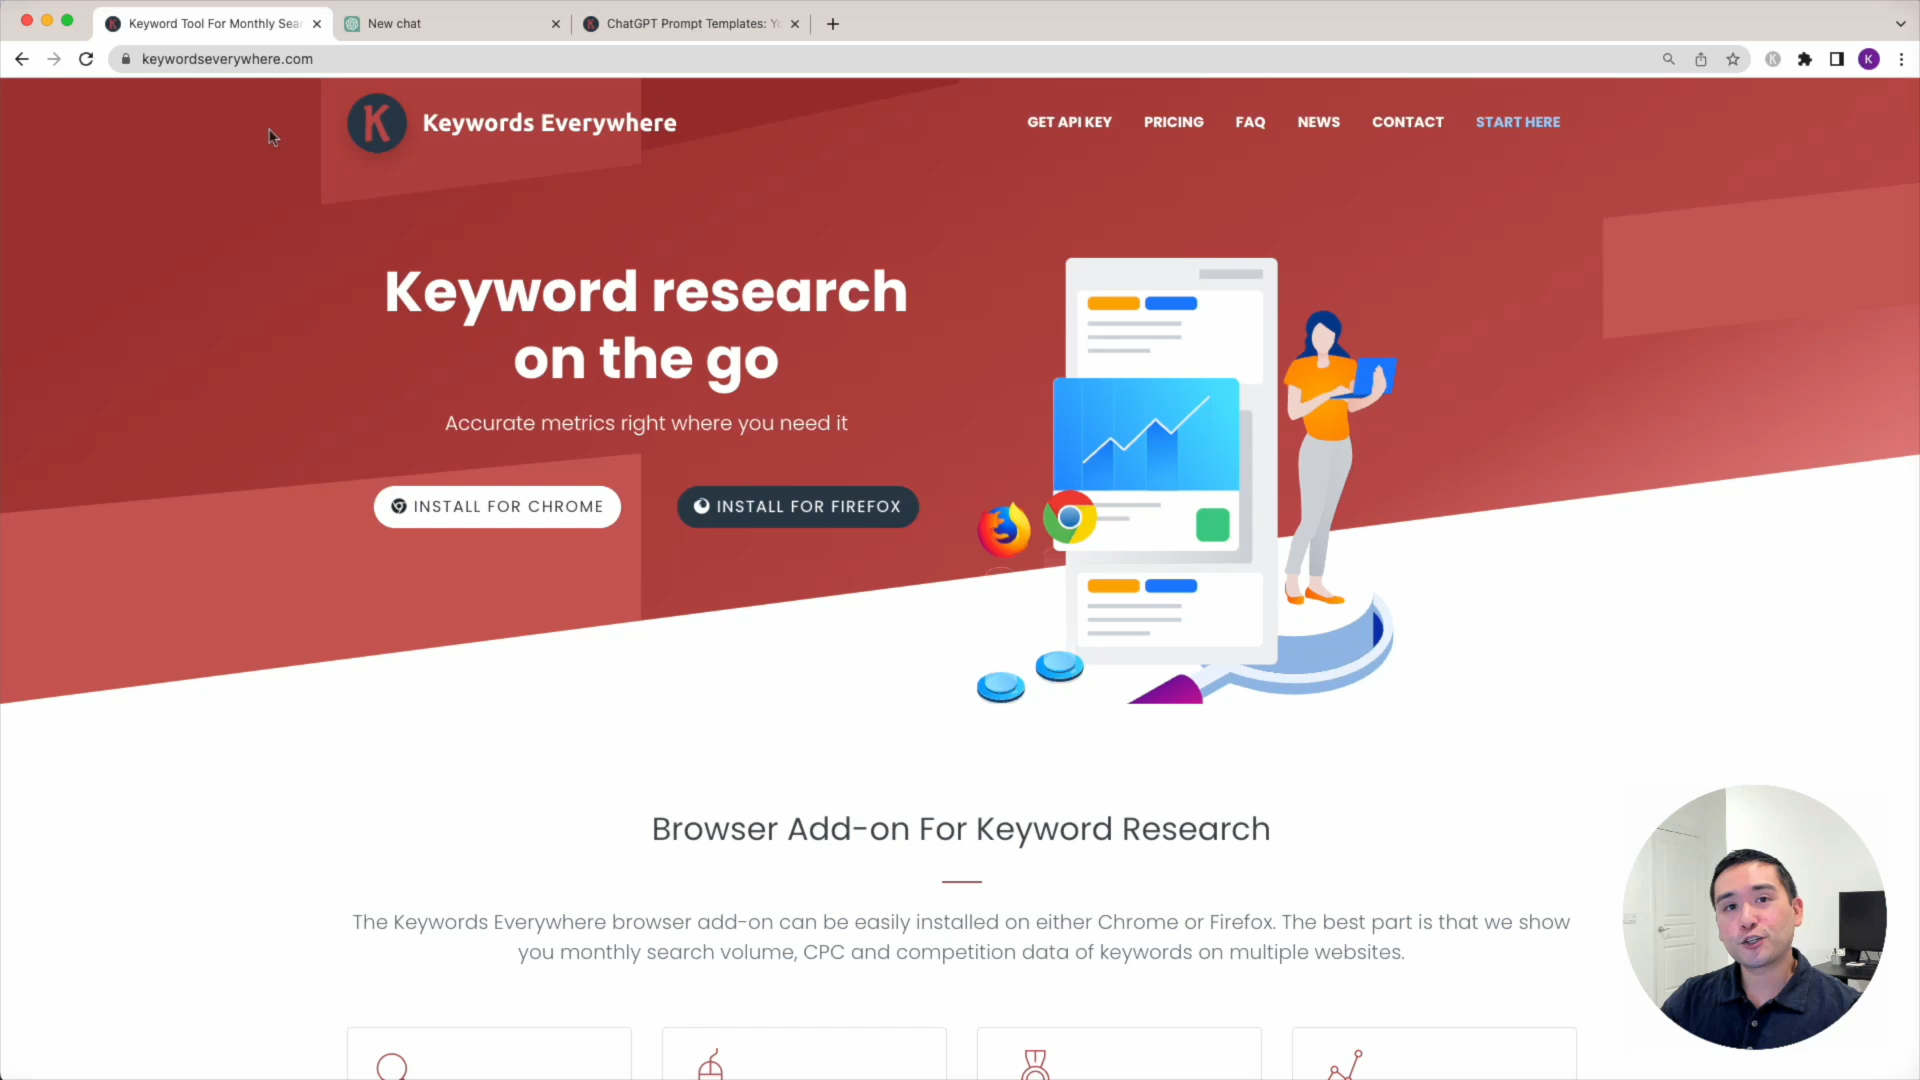 Keyword Tool For Monthly Sear
New chat
ChatGPT Prompt Templates: Yo
keywordseverywhere.com
K
K
K
Keywords Everywhere
GET API KEY
PRICING
FAQ
NEWS
CONTACT
START HERE
Keyword research
on the go
Accurate metrics right where you need it
INSTALL FOR CHROME
INSTALL FOR FIREFOX
Browser Add-on For Keyword Research
The Keywords Everywhere browser add-on can be easily installed on either Chrome or Firefox. The best part is that we show
you monthly search volume, CPC and competition data of keywords on multiple websites.